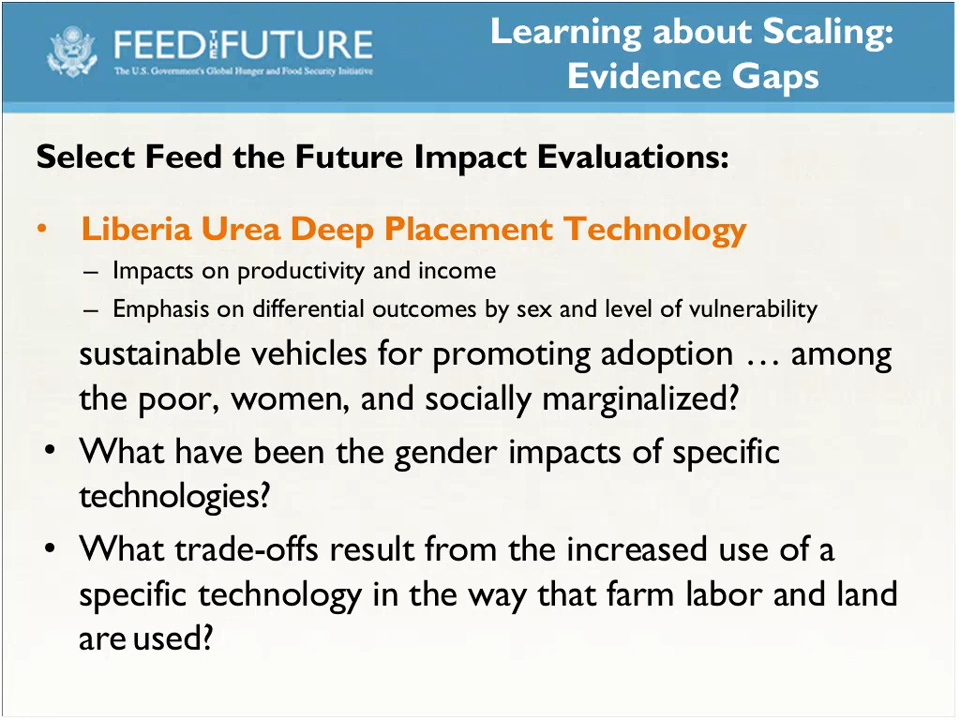 FEED THE FUTURE
The U.S. Government's Global Hunger and Food Security Initiative
Learning about Scaling:
Evidence Gaps
Select Feed the Future Impact Evaluations:
• Liberia Urea Deep Placement Technology
– Impacts on productivity and income
– Emphasis on differential outcomes by sex and level of vulnerability
sustainable vehicles for promoting adoption … among
the poor, women, and socially marginalized?
• What have been the gender impacts of specific
technologies?
• What trade-offs result from the increased use of a
specific technology in the way that farm labor and land
are used?